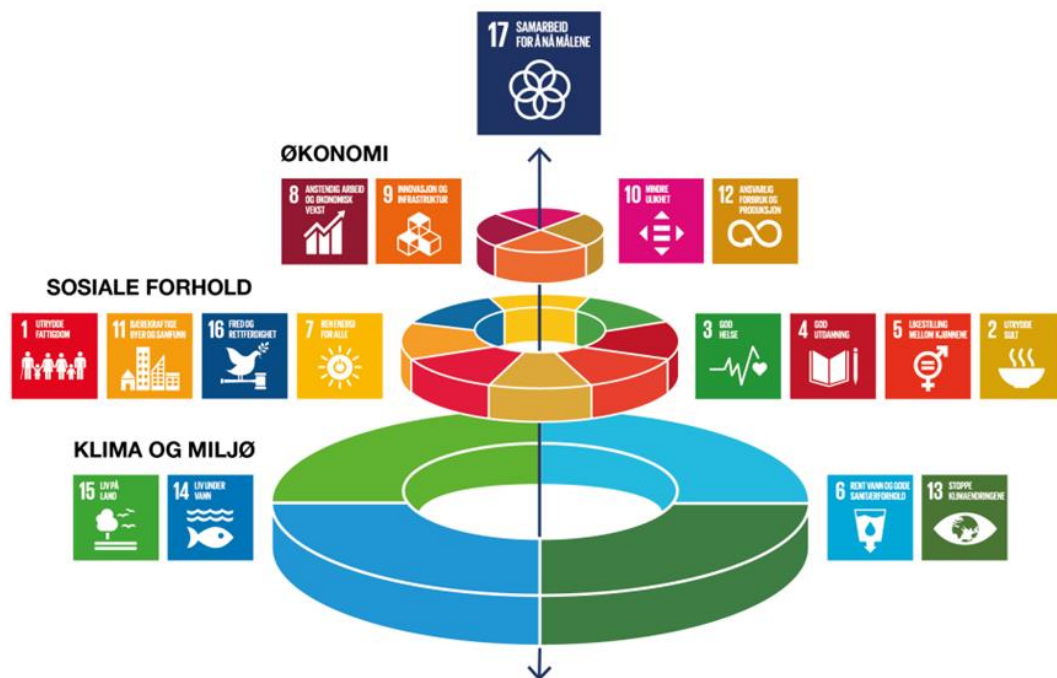 17 SAMARBEID
FOR Å NÅ MÅLENE
ØKONOMI
8 ANSTENDIG ARBEID
OG ØKONOMISK
VEKST
9 INNOVASJON OG
INFRASTRUKTUR
10 MINDRE
ULIKHET
12 ANSVARLIG
FORBRUK OG
PRODUKSJON
SOSIALE FORHOLD
1 UTRYDDE
FATTIGDOM
11 BÆREKRAFTIGE
BYER OG SAMFUNN
16 FRED OG
RETTFERDIGHET
7 REN ENERGI
FOR ALLE
3 GOD
HELSE
4 GOD
UTDANNING
5 LIKESTILLING
MELLOM KJØNNENE
2 UTRYDDE
SULT
KLIMA OG MILJØ
15 LIV PÅ
LAND
14 LIV UNDER
VANN
6 RENT VANN OG GODE
SANITÆRFORHOLD
13 STOPPE
KLIMAENDRINGENE